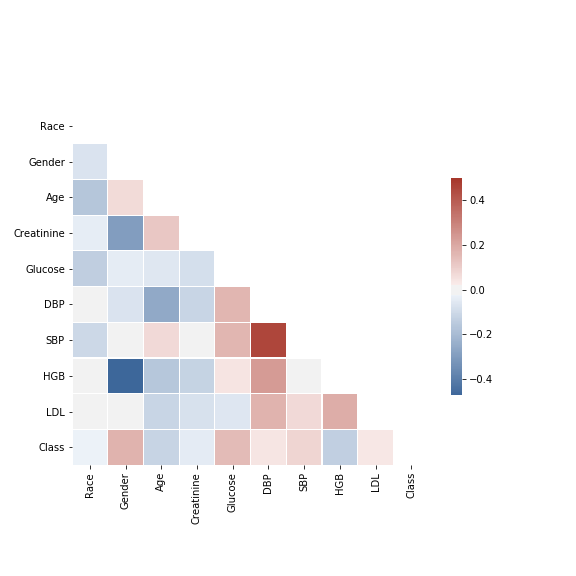 Race
Gender
Age
Creatinine
Glucose
DBP
SBP
HGB
LDL
Class
Race
Gender
Age
Creatinine
Glucose
DBP
SBP
HGB
LDL
Class
0.4
0.2
0.0
−0.2
−0.4